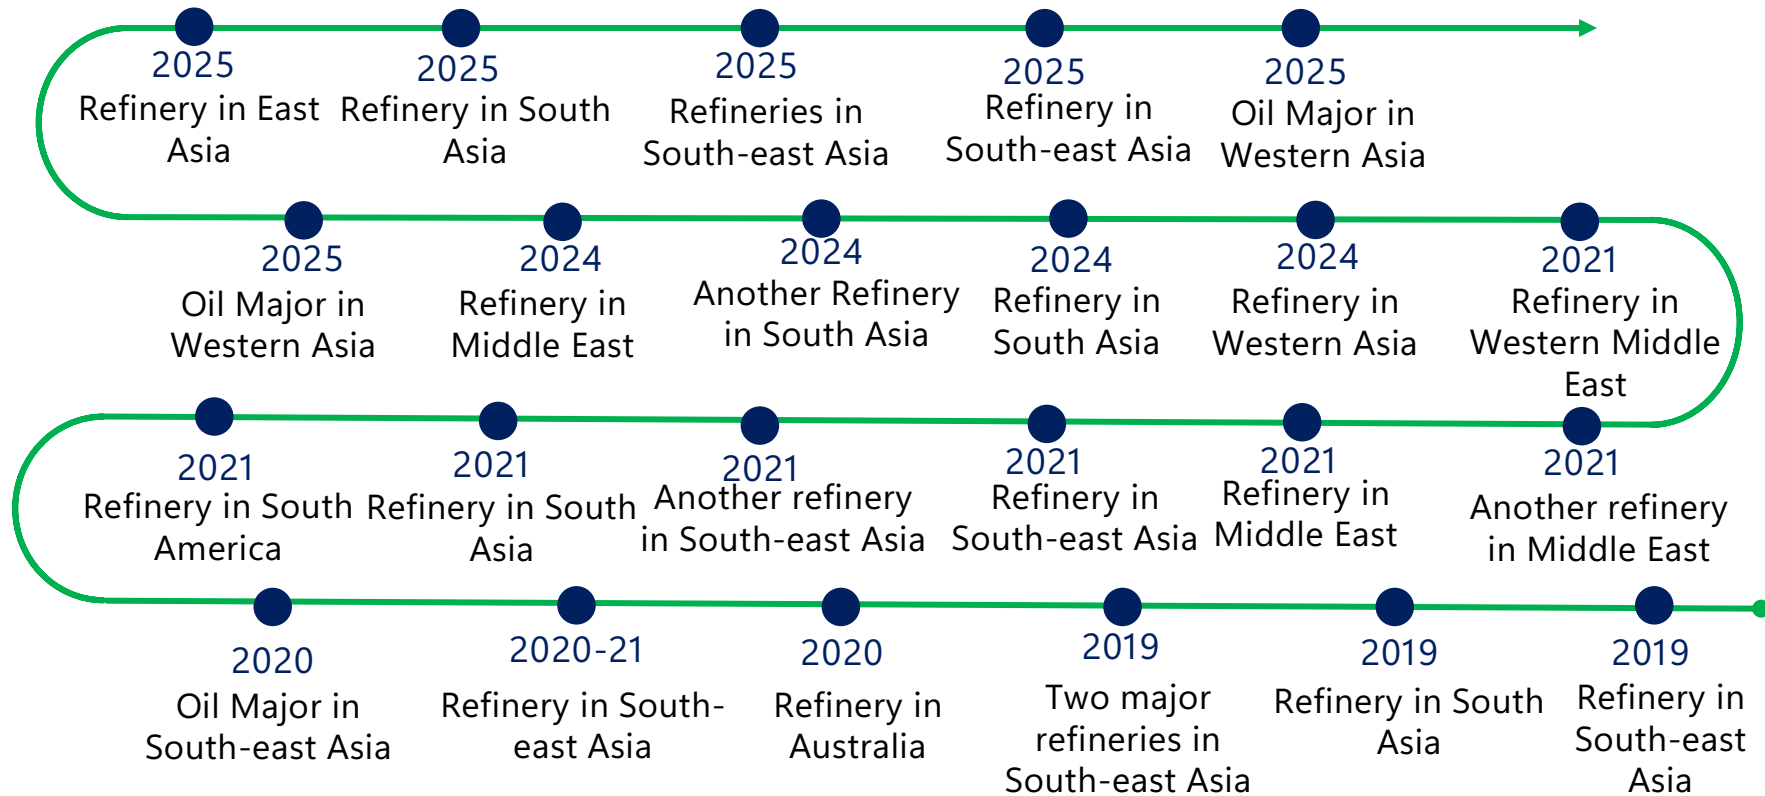 2025
Refinery in East
Asia
2025
Refinery in South
Asia
2025
Refineries in
South-east Asia
2025
Refinery in
South-east Asia
2025
Oil Major in
Western Asia
2025
Oil Major in
Western Asia
2024
Refinery in
Middle East
2024
Another Refinery
in South Asia
2024
Refinery in
South Asia
2024
Refinery in
Western Asia
2021
Refinery in
Western Middle
East
2021
Refinery in South
America
2021
Refinery in South
Asia
2021
Another refinery
in South-east Asia
2021
Refinery in
South-east Asia
2021
Refinery in
Middle East
2021
Another refinery
in Middle East
2020
Oil Major in
South-east Asia
2020-21
Refinery in South-
east Asia
2020
Refinery in
Australia
2019
Two major
refineries in
South-east Asia
2019
Refinery in South
Asia
2019
Refinery in
South-east
Asia